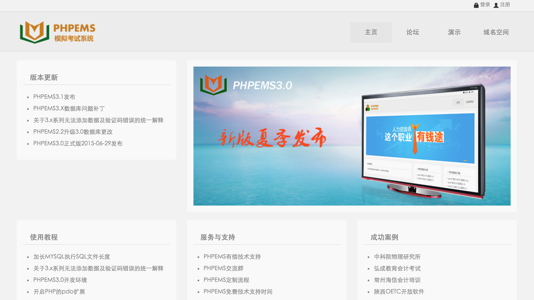 登录 注册
PHPEMS
模拟考试系统
主页 论坛 演示 域名空间
版本更新
PHPEMS3.1发布
PHPEMS3.X数据库问题补丁
关于3.x系列无法添加数据及验证码错误的统一解释
PHPEMS2.2升级3.0数据库更改
PHPEMS3.0正式版2015-06-29发布
PHPEMS3.0
新版夏季发布
人力资源费
这个职业有钱途
使用教程
加长MYSQL执行SQL文件长度
关于3.x系列无法添加数据及验证码错误的统一解释
PHPEMS3.0开发环境
开启PHP的pdo扩展
服务与支持
PHPEMS有偿技术支持
PHPEMS交流群
PHPEMS定制流程
PHPEMS免费技术支持时间
成功案例
中科院物理研究所
弘成教育会计考试
常州海信会计培训
陕西OETC开放软件